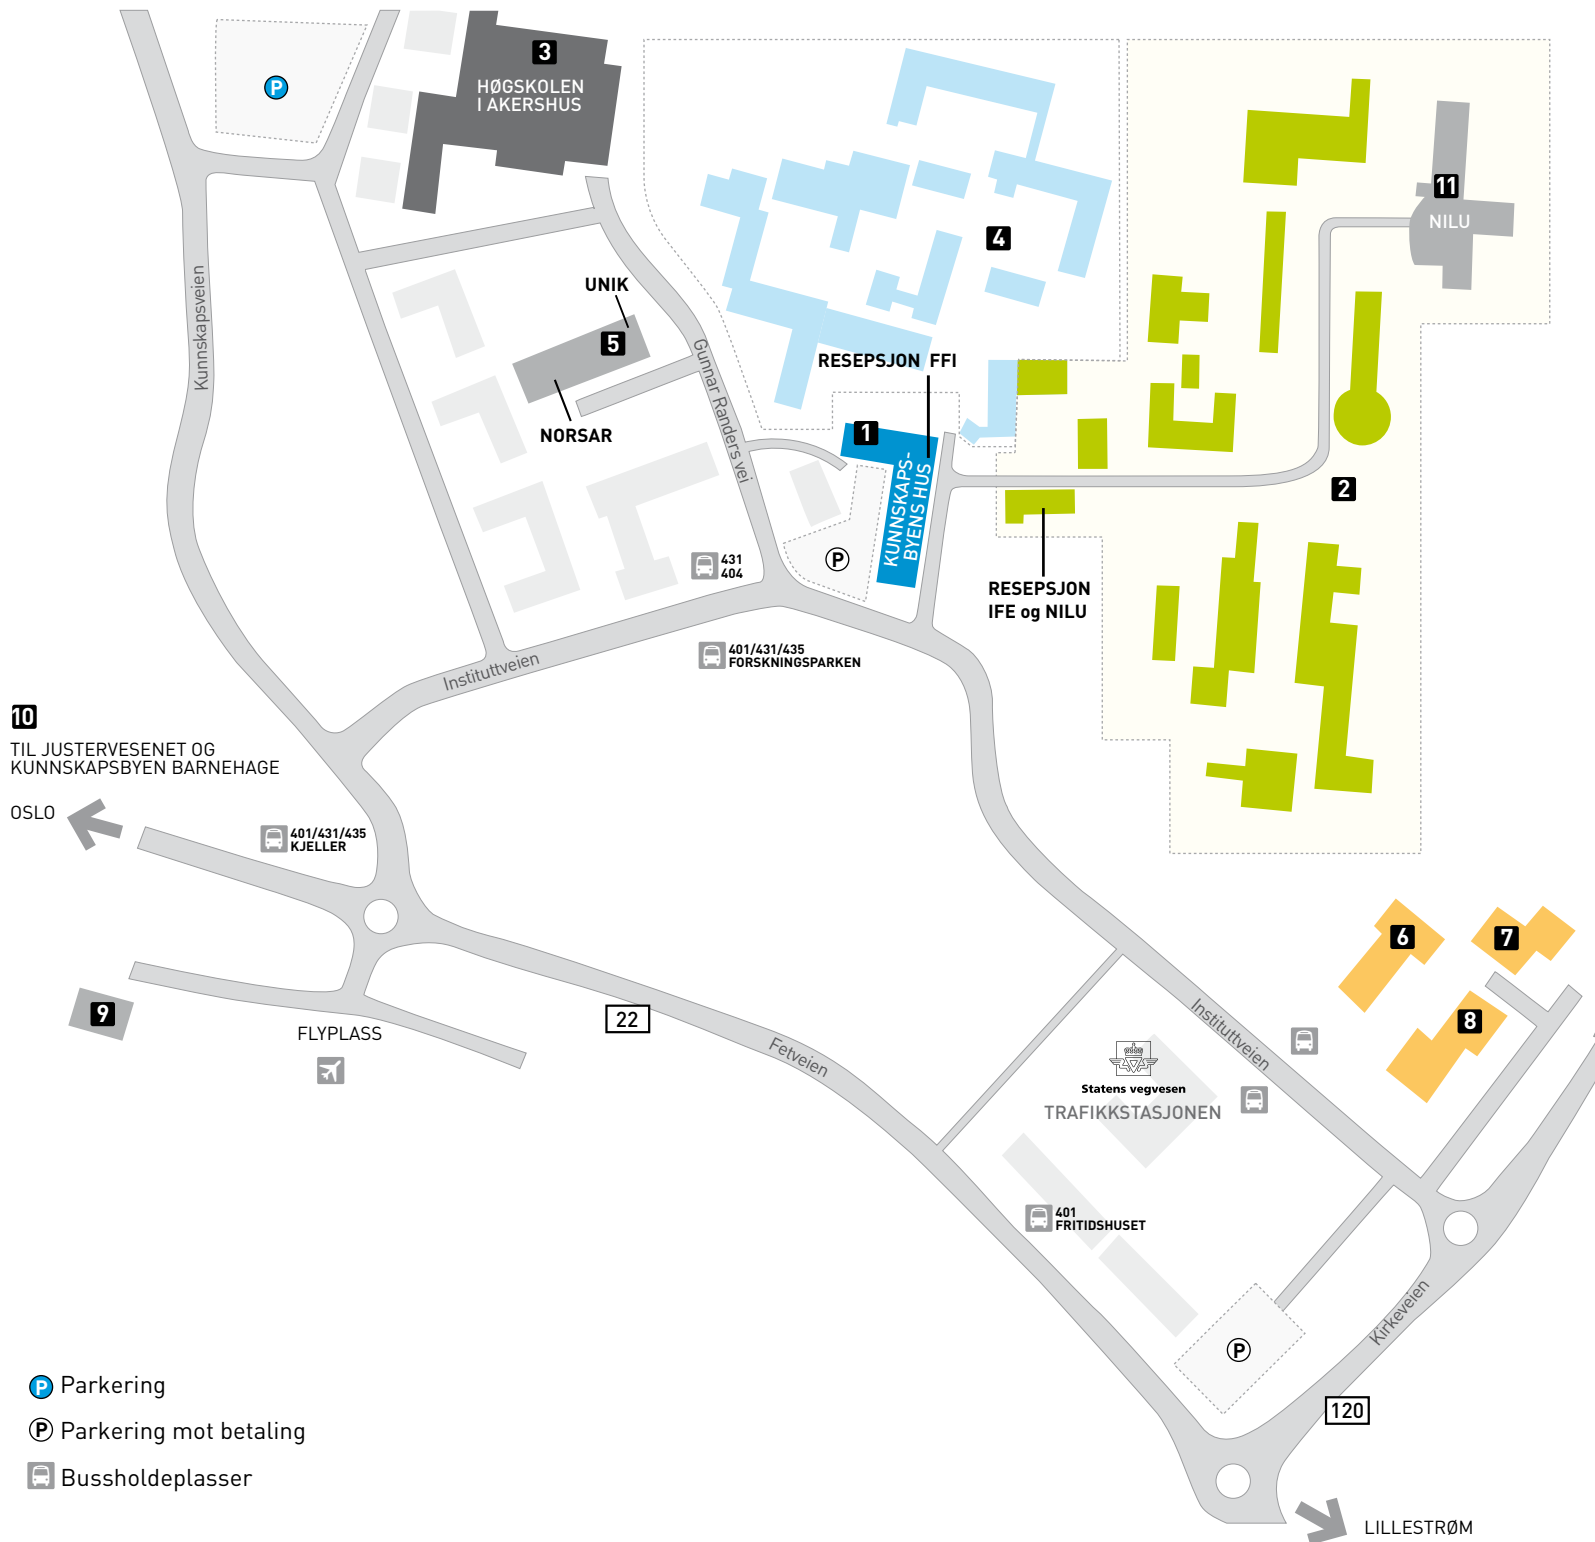 3
HØGSKOLEN
I AKERSHUS
P
11
NILU
4
UNIK
5
NORSAR
Kunnskapsveien
Gunnar Randers vei
RESEPSJON FFI
1
KUNNSKAPS-
BYENS HUS
2
P
431
404
RESEPSJON
IFE og NILU
401/431/435
FORSKNINGSPARKEN
Instituttveien
10
TIL JUSTERVESENET OG
KUNNSKAPSBYEN BARNEHAGE
OSLO
401/431/435
KJELLER
6
7
8
9
FLYPLASS
22
Fetveien
Instituttveien
Statens vegvesen
TRAFIKKSTASJONEN
401
FRITIDSHUSET
Kirkeveien
P
120
P Parkering
P Parkering mot betaling
Bussholdeplasser
LILLESTRØM